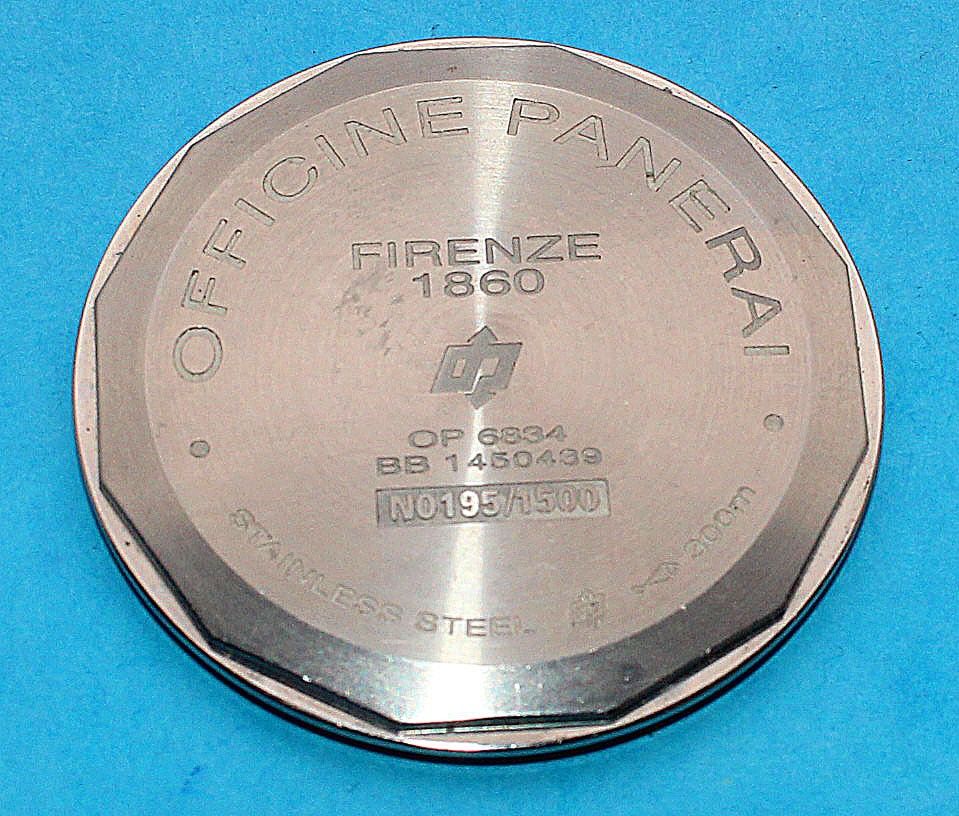 OFFICINE PANERAI
FIRENZE
1860
OP 6834
BB 1450439
N0195/1500
STAINLESS STEEL
300m